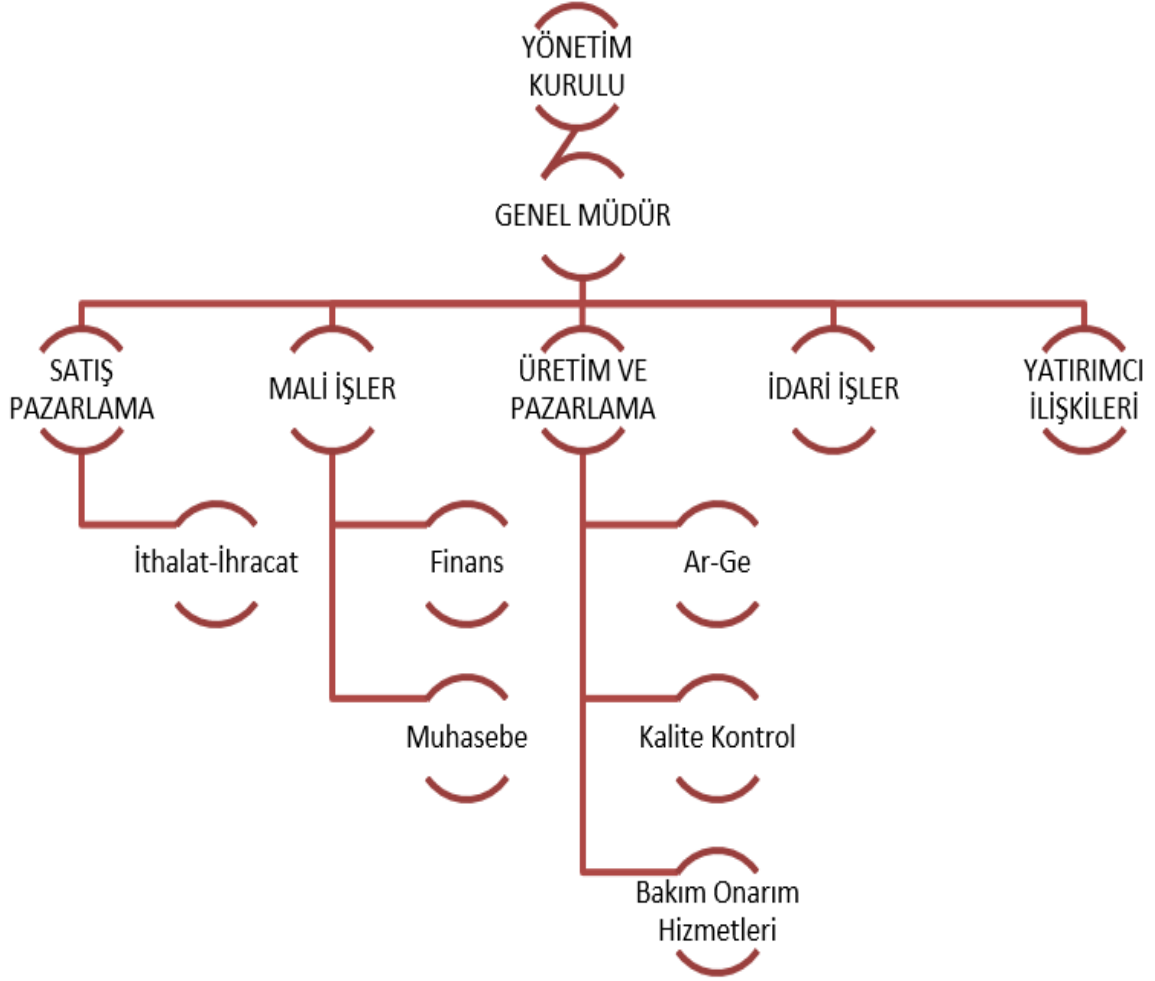 YÖNETİM
KURULU
GENEL MÜDÜR
SATIŞ
PAZARLAMA
MALİ İŞLER
ÜRETİM VE
PAZARLAMA
İDARİ İŞLER
YATIRIMCI
İLİŞKİLERİ
İthalat-İhracat
Finans
Ar-Ge
Muhasebe
Kalite Kontrol
Bakım Onarım
Hizmetleri